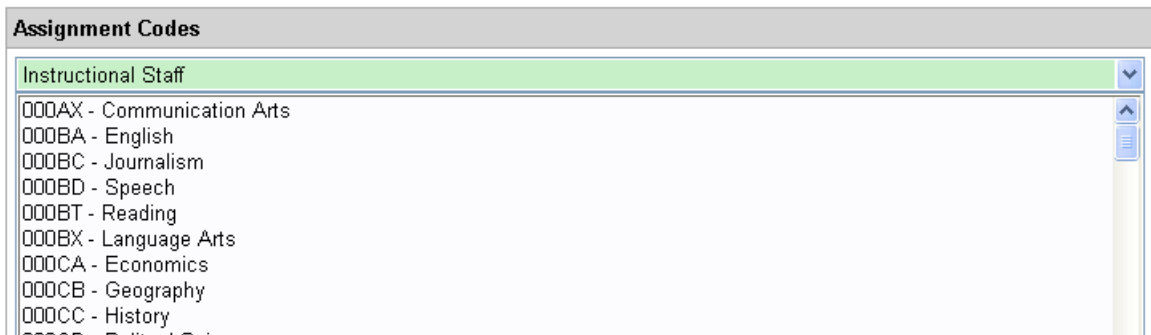 Assignment Codes
Instructional Staff
000AX - Communication Arts
000BA - English
000BC - Journalism
000BD - Speech
000BT - Reading
000BX - Language Arts
000CA - Economics
000CB - Geography
000CC - History